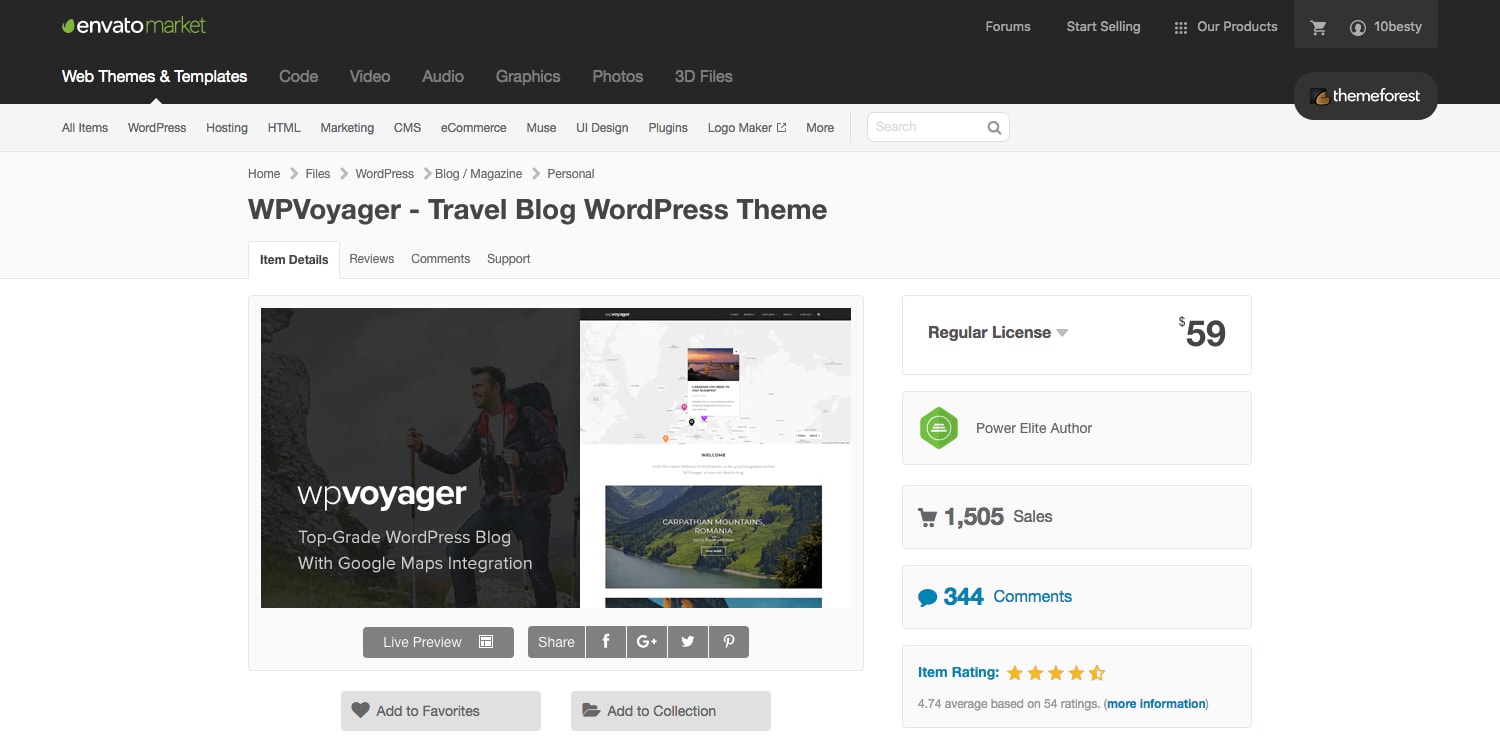 envatomarket
Forums Start Selling Our Products 10besty
Web Themes & Templates Code Video Audio Graphics Photos 3D Files
themeforest
All Items WordPress Hosting HTML Marketing CMS eCommerce Muse UI Design Plugins Logo Maker More Search
Home Files WordPress Blog / Magazine Personal
WPVoyager - Travel Blog WordPress Theme
Item Details Reviews Comments Support
wpvoyager
Top-Grade WordPress Blog
With Google Maps Integration
wpvoyager
WELCOME
CARPATHIAN MOUNTAINS,
ROMANIA
Live Preview Share f G+
Add to Favorites Add to Collection
Regular License $59
Power Elite Author
1,505 Sales
344 Comments
Item Rating:
4.74 average based on 54 ratings. (more information)